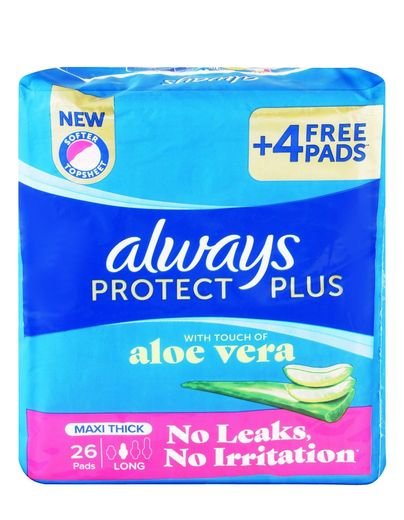 NEW
SOFTER
TOPSHEET
+4 FREE
PADS
always
PROTECT PLUS
WITH TOUCH OF
aloe vera
MAXI THICK
26
Pads
LONG
No Leaks,
No Irritation*